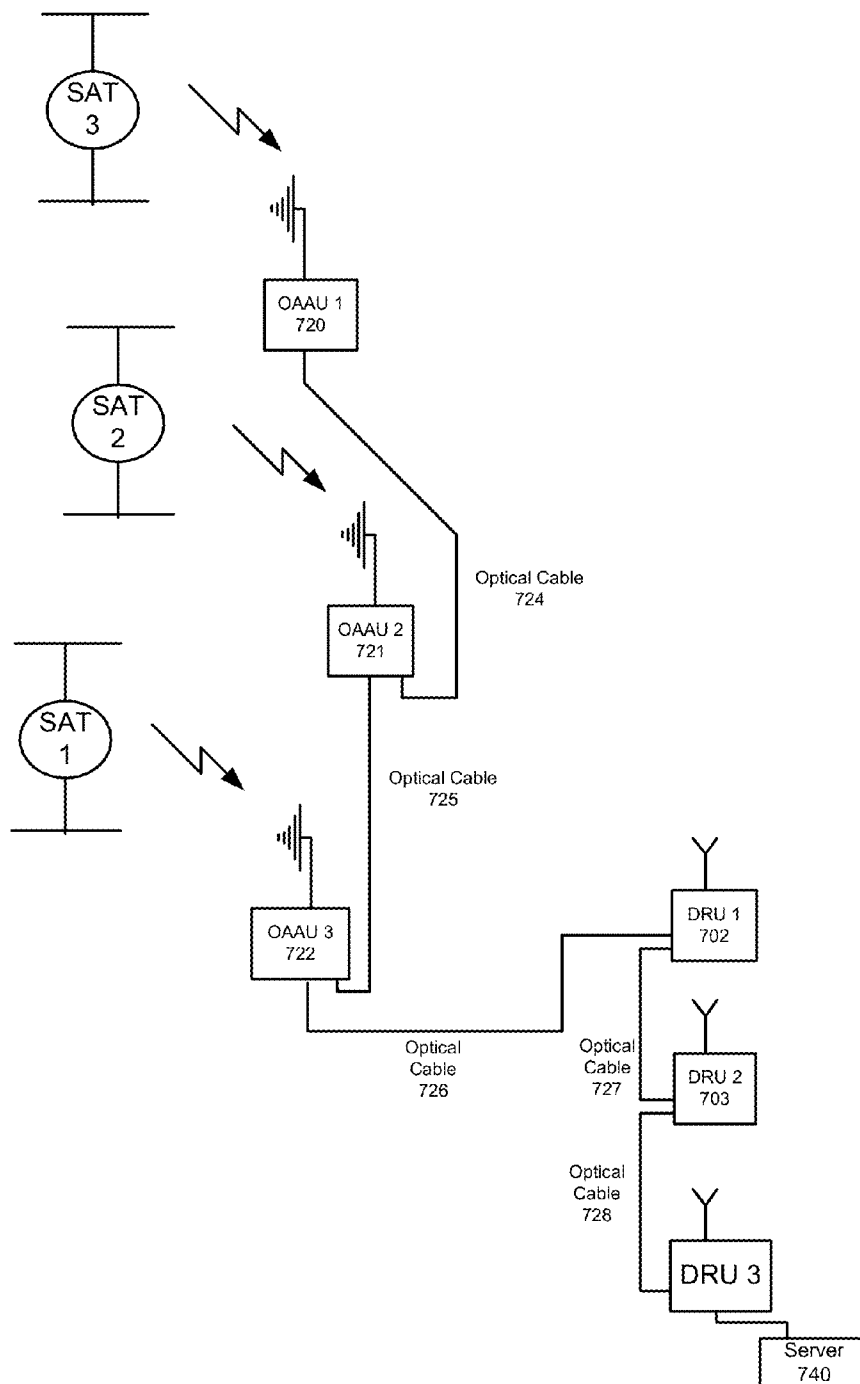 SAT
3
OAAU 1
720
SAT
2
Optical Cable
724
OAAU 2
721
SAT
1
Optical Cable
725
OAAU 3
722
DRU 1
702
Optical
Cable
726
Optical
Cable
727
DRU 2
703
Optical
Cable
728
DRU 3
Server
740